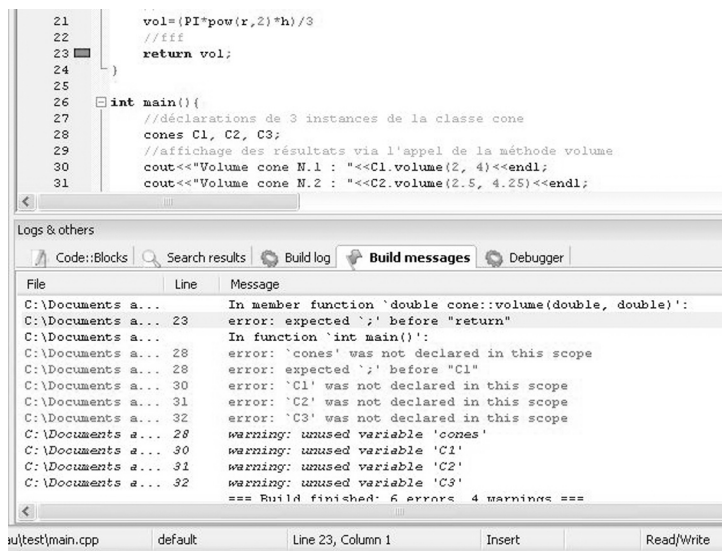 21 vol=(PI*pow(r,2)*h)/3
22 //fff
23 return vol;
24 }
25
26 int main(){
27 //déclarations de 3 instances de la classe cone
28 cones C1, C2, C3;
29 //affichage des résultats via l'appel de la méthode volume
30 cout<<"Volume cone N.1 : "<<C1.volume(2, 4)<<endl;
31 cout<<"Volume cone N.2 : "<<C2.volume(2.5, 4.25)<<endl;
Logs & others
Code::Blocks Search results Build log Build messages Debugger
File Line Message
C:\Documents a... In member function `double cone::volume(double, double)':
C:\Documents a... 23 error: expected `;' before "return"
C:\Documents a... In function `int main()':
C:\Documents a... 28 error: `cones' was not declared in this scope
C:\Documents a... 28 error: expected `;' before "C1"
C:\Documents a... 30 error: `C1' was not declared in this scope
C:\Documents a... 31 error: `C2' was not declared in this scope
C:\Documents a... 32 error: `C3' was not declared in this scope
C:\Documents a... 28 warning: unused variable 'cones'
C:\Documents a... 30 warning: unused variable 'C1'
C:\Documents a... 31 warning: unused variable 'C2'
C:\Documents a... 32 warning: unused variable 'C3'
=== Build finished: 6 errors, 4 warnings ===
au\test\main.cpp default Line 23, Column 1 Insert Read/Write